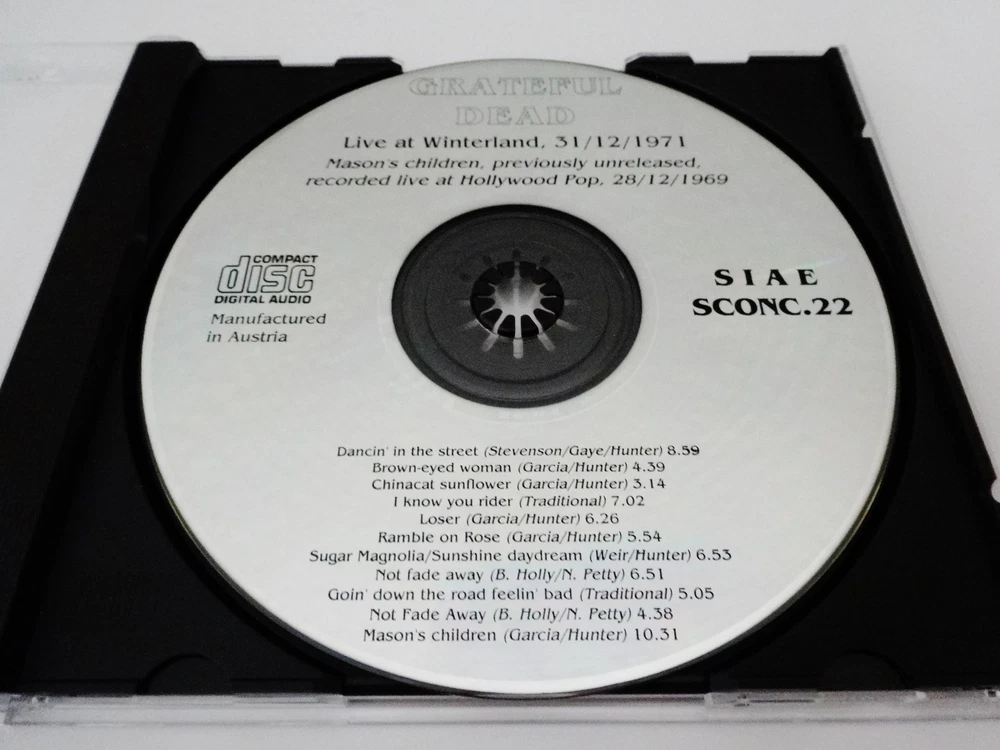 GRATEFUL
DEAD
Live at Winterland, 31/12/1971
Mason's children, previously unreleased,
recorded live at Hollywood Pop, 28/12/1969
COMPACT
disc
DIGITAL AUDIO
Manufactured
in Austria
S I A E
SCONC.22
Dancin' in the street (Stevenson/Gaye/Hunter) 8.59
Brown-eyed woman (Garcia/Hunter) 4.39
Chinacat sunflower (Garcia/Hunter) 3.14
I know you rider (Traditional) 7.02
Loser (Garcia/Hunter) 6.26
Ramble on Rose (Garcia/Hunter) 5.54
Sugar Magnolia/Sunshine daydream (Weir/Hunter) 6.53
Not fade away (B. Holly/N. Petty) 6.51
Goin' down the road feelin' bad (Traditional) 5.05
Not Fade Away (B. Holly/N. Petty) 4.38
Mason's children (Garcia/Hunter) 10.31